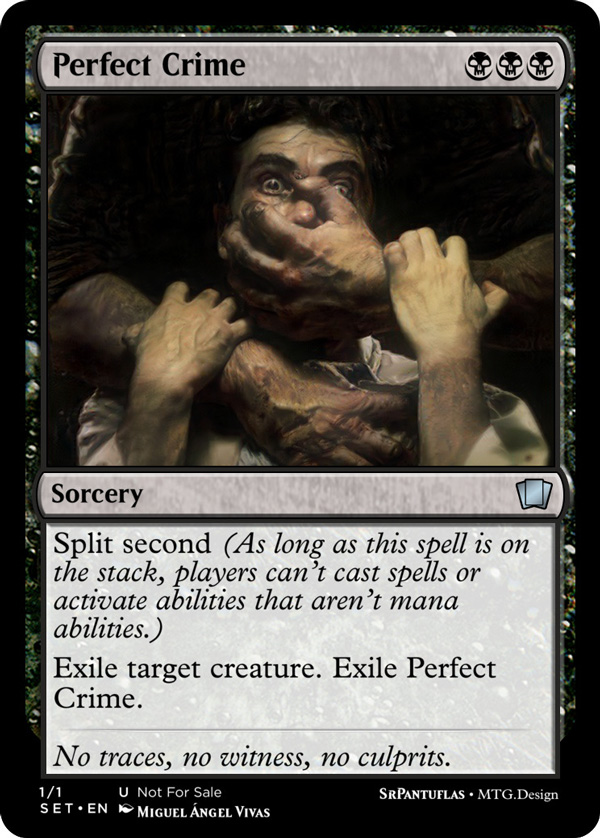 Perfect Crime
Sorcery
Split second (As long as this spell is on
the stack, players can't cast spells or
activate abilities that aren't mana
abilities.)
Exile target creature. Exile Perfect
Crime.
No traces, no witness, no culprits.
1/1 U Not For Sale
SET • EN Miguel Ángel Vivas
SrPantuflas • MTG.Design